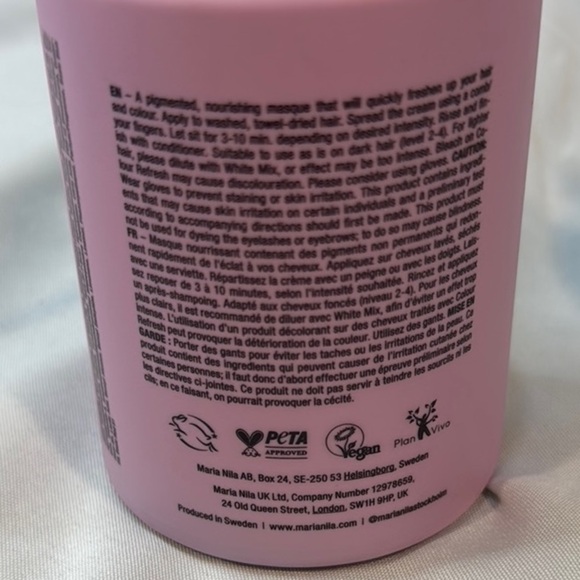 EN – A pigmented, nourishing masque that will quickly freshen up your hair
and colour. Apply to washed, towel-dried hair. Spread the cream using a comb
your fingers. Let sit for 3-10 min. depending on desired intensity. Rinse and fin-
ish with conditioner. Suitable to use as is on dark hair (level 2-4). For lighter
hair, please dilute with White Mix, or effect may be too intense. Bleach on Co-
lour Refresh may cause discolouration. Please consider using gloves. CAUTION:
Wear gloves to prevent staining or skin irritation. This product contains ingredi-
ents that may cause skin irritation on certain individuals and a preliminary test
according to accompanying directions should first be made. This product must
not be used for dyeing the eyelashes or eyebrows; to do so may cause blindness.
FR – Masque nourrissant contenant des pigments non permanents qui redon-
nent rapidement de l'éclat à vos cheveux. Appliquez sur cheveux lavés, séchés
avec une serviette. Répartissez la crème avec un peigne ou avec les doigts. Lais-
sez reposer de 3 à 10 minutes, selon l'intensité souhaitée. Rincez et appliquez
un après-shampoing. Adapté aux cheveux foncés (niveau 2-4). Pour les cheveux
plus clairs, il est recommandé de diluer avec White Mix, afin d'éviter un effet trop
intense. L'utilisation d'un produit décolorant sur des cheveux traités avec Colour
Refresh peut provoquer la détérioration de la couleur. Utilisez des gants. MISE EN
GARDE : Porter des gants pour éviter les taches ou les irritations de la peau. Ce
produit contient des ingrédients qui peuvent causer de l'irritation cutanée chez
certaines personnes; il faut donc d'abord effectuer une épreuve préliminaire selon
les directives ci-jointes. Ce produit ne doit pas servir à teindre les sourcils ni les
cils; en ce faisant, on pourrait provoquer la cécité.
PETA
APPROVED
Vegan
Plan Vivo
Maria Nila AB, Box 24, SE-250 53 Helsingborg, Sweden
Maria Nila UK Ltd, Company Number 12978659,
24 Old Queen Street, London, SW1H 9HP, UK
Produced in Sweden | www.marianila.com | @marianilastockholm